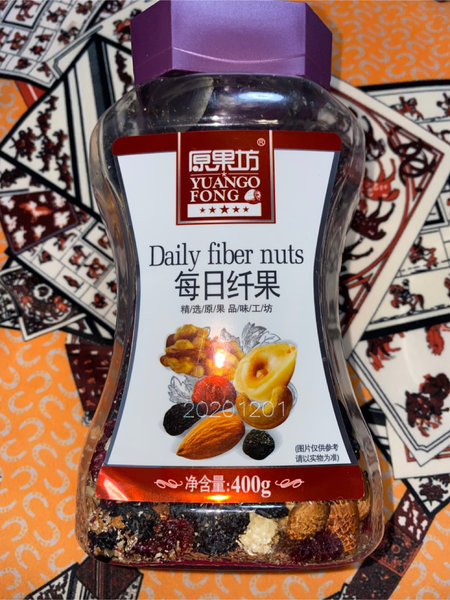 原果坊®
YUANGO
FONG
Daily fiber nuts
每日纤果
精/选/原/果 品/味/工/坊
20201201
(图片仅供参考
请以实物为准)
净含量:400g